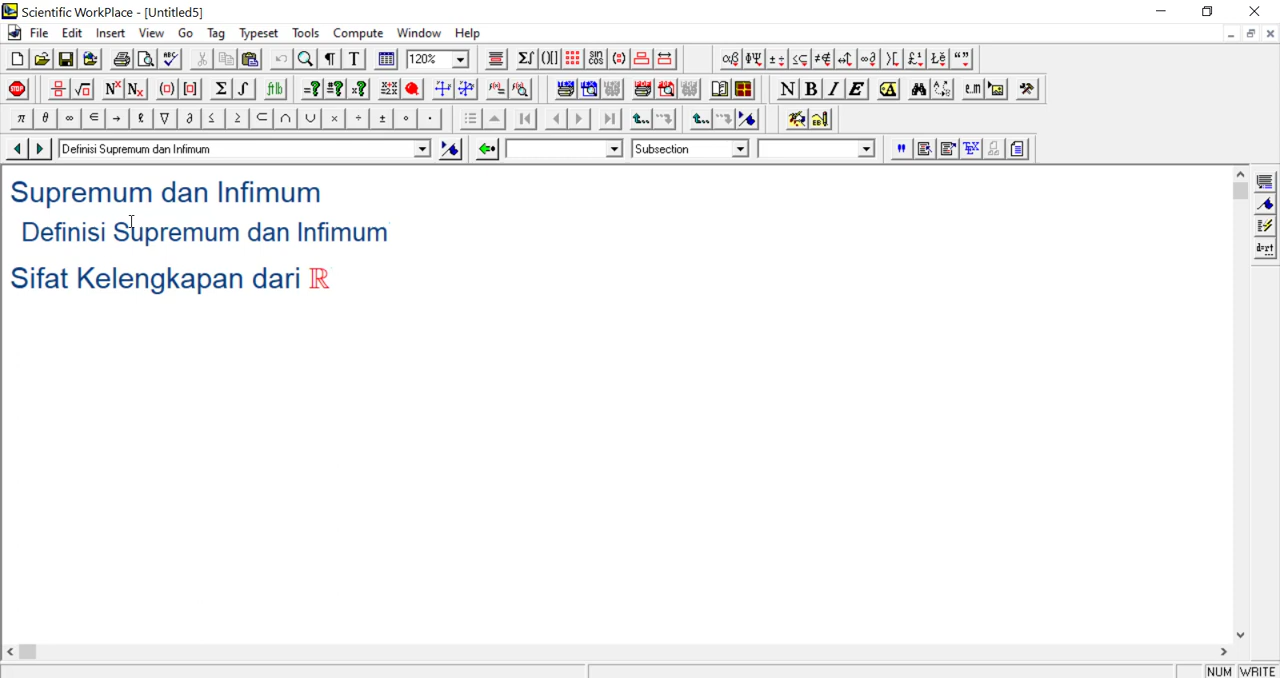 Scientific WorkPlace - [Untitled5]
File Edit Insert View Go Tag Typeset Tools Compute Window Help
120%
Definisi Supremum dan Infimum
Subsection
Supremum dan Infimum
Definisi Supremum dan Infimum
Sifat Kelengkapan dari ℝ
NUM WRITE